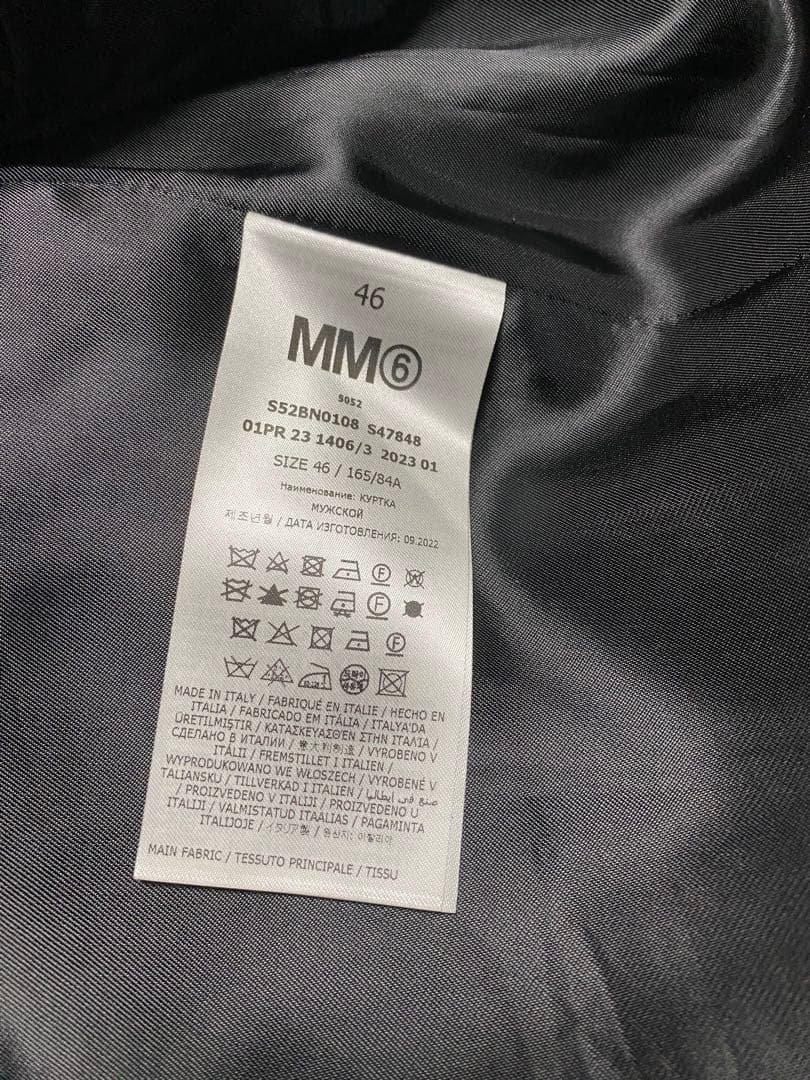 46
MM⑥
S052
S52BN0108 S47848
01PR 23 1406/3 2023 01
SIZE 46 / 165/84A
Наименование: КУРТКА
МУЖСКОЙ
제조년월 / ДАТА ИЗГОТОВЛЕНИЯ: 09.2022
MADE IN ITALY / FABRIQUÉ EN ITALIE / HECHO EN
ITALIA / FABRICADO EM ITÁLIA / ITALYA'DA
ÜRETILMIŞTIR / ΚΑΤΑΣΚΕΥΑΣΘΕΝ ΣΤΗΝ ΙΤΑΛΙΑ /
СДЕЛАНО В ИТАЛИИ / 意大利制造 / VYROBENO V
ITÁLII / FREMSTILLET I ITALIEN /
WYPRODUKOWANO WE WŁOSZECH / VYROBENÉ V
TALIANSKU / TILLVERKAD I ITALIEN / صنع في إيطاليا
/ PROIZVEDENO V ITALIJI / PROIZVEDENO U
ITALIJI / VALMISTATUD ITAALIAS / PAGAMINTA
ITALIJOJE / イタリア製 / 원산지: 이탈리아
MAIN FABRIC / TESSUTO PRINCIPALE / TISSU